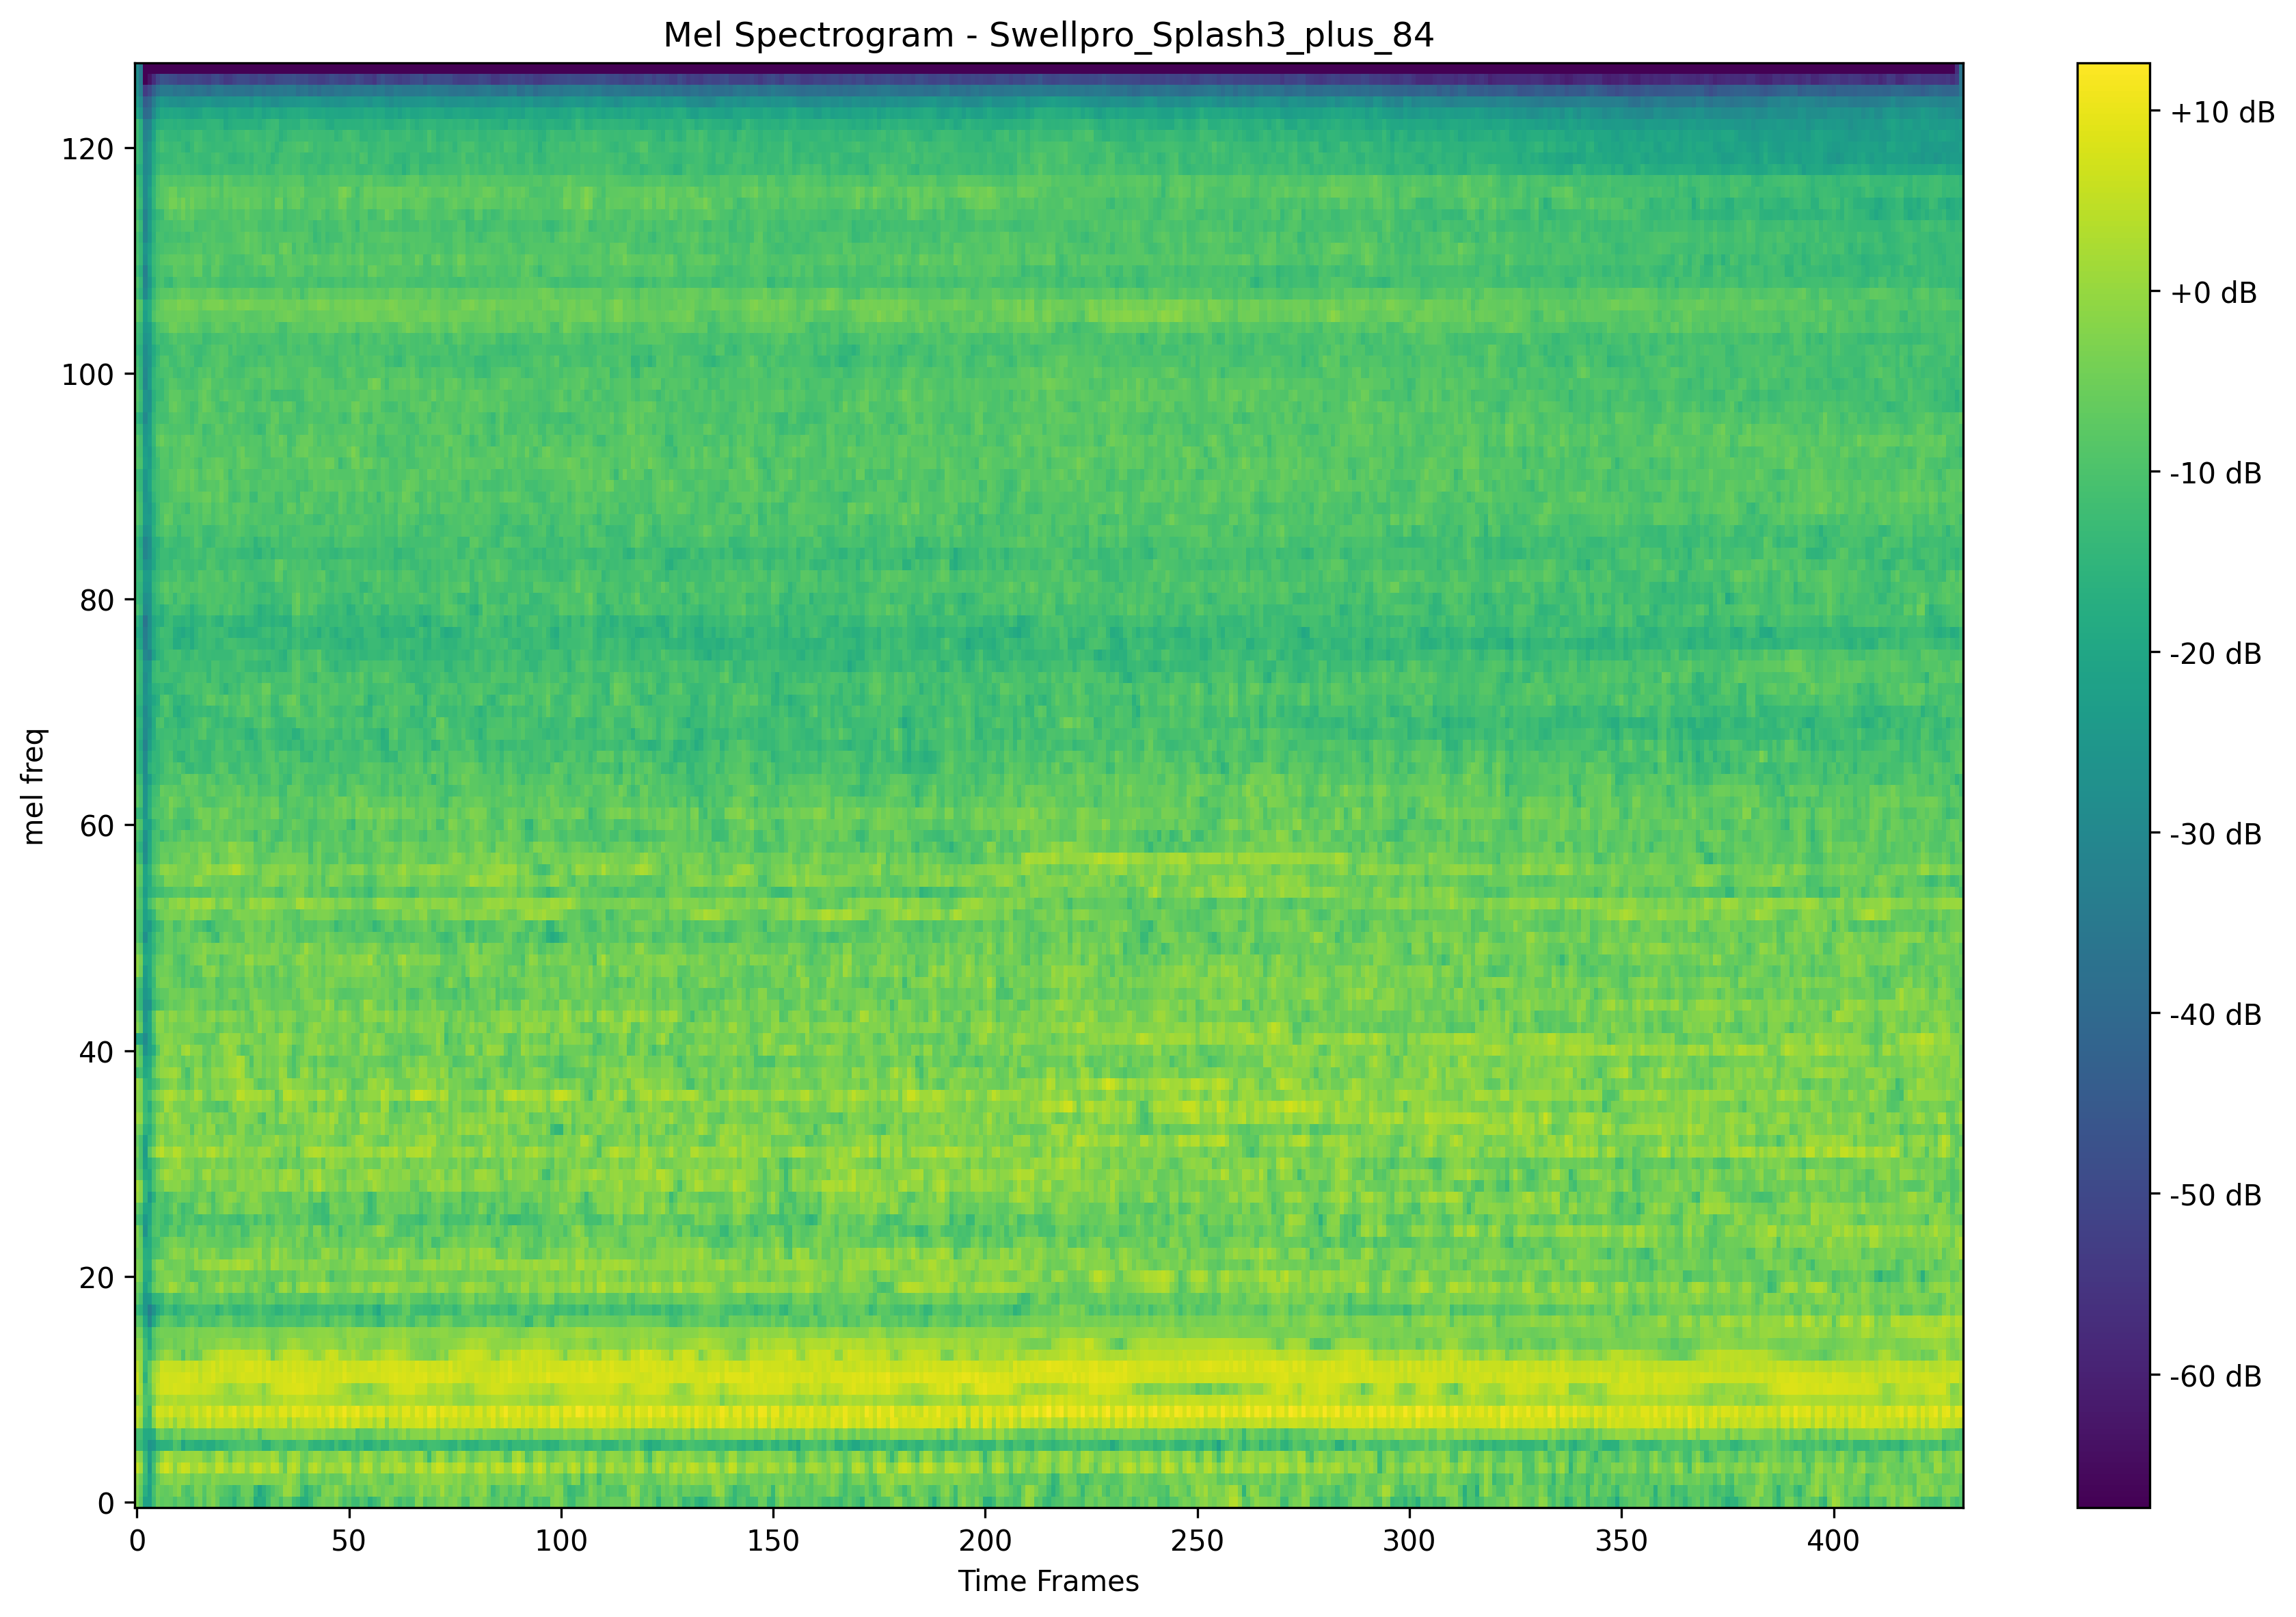 Mel Spectrogram - Swellpro_Splash3_plus_84
mel freq
120
100
80
60
40
20
0
0 50 100 150 200 250 300 350 400
Time Frames
+10 dB
+0 dB
-10 dB
-20 dB
-30 dB
-40 dB
-50 dB
-60 dB